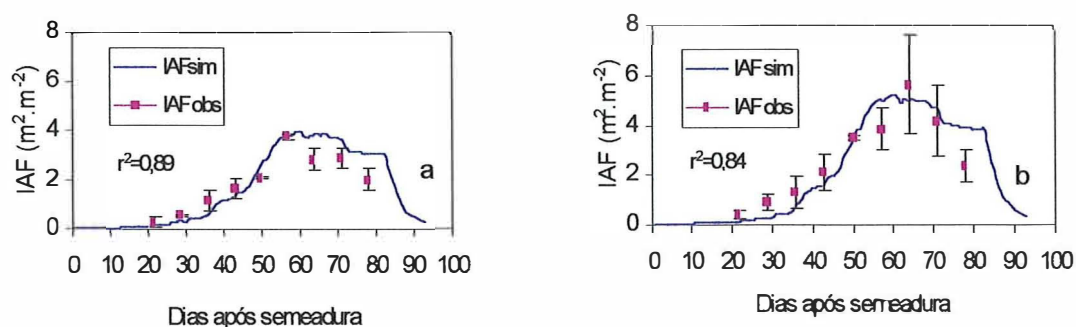 IAF (m².m⁻²)
8
6
4
2
0
IAFsim
IAFobs
r²=0,89
a
0 10 20 30 40 50 60 70 80 90 100
Dias após semeadura
IAF (m².m⁻²)
8
6
4
2
0
IAFsim
IAFobs
r²=0,84
b
0 10 20 30 40 50 60 70 80 90 100
Dias após semeadura